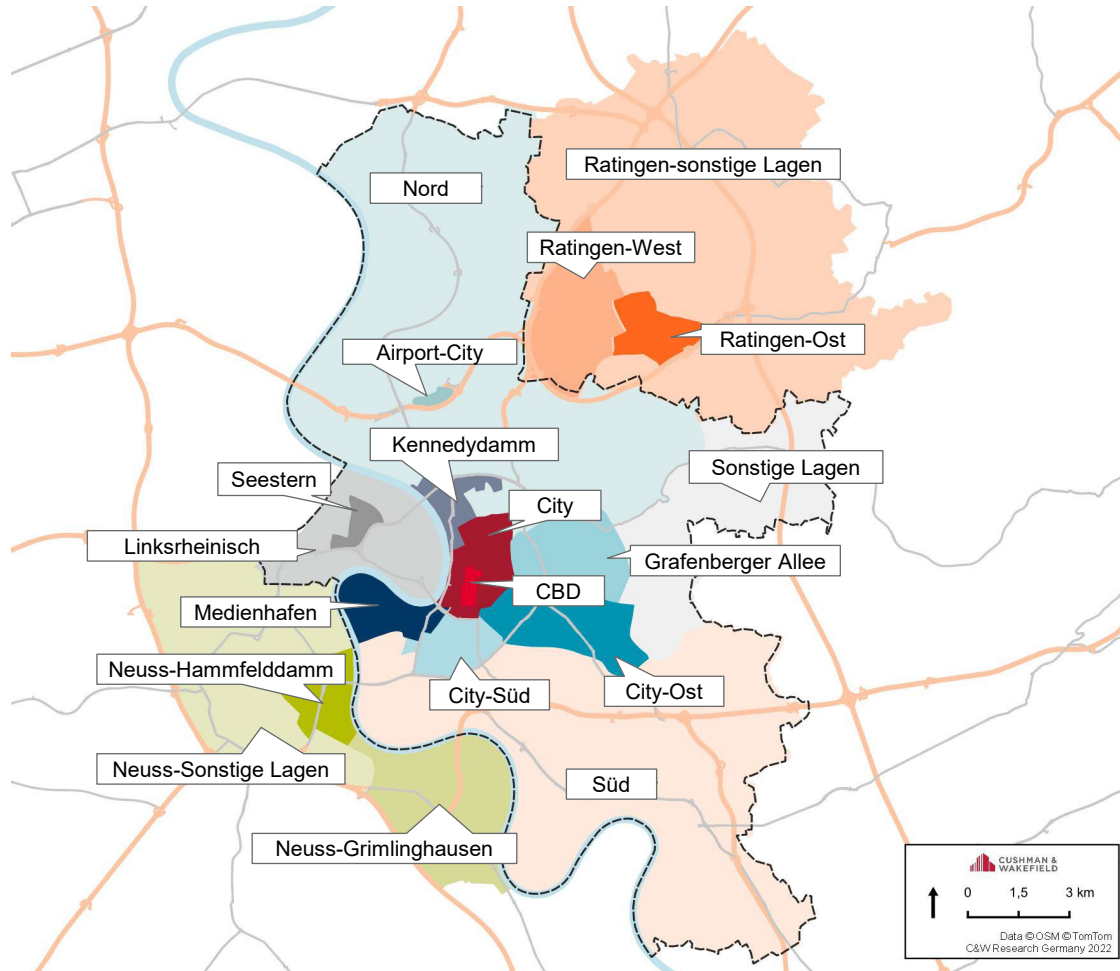 Ratingen-sonstige Lagen
Nord
Ratingen-West
Ratingen-Ost
Airport-City
Kennedydamm
Sonstige Lagen
Seestern
City
Linksrheinisch
Grafenberger Allee
CBD
Medienhafen
Neuss-Hammfelddamm
City-Süd
City-Ost
Neuss-Sonstige Lagen
Süd
Neuss-Grimlinghausen
CUSHMAN &
WAKEFIELD
0 1,5 3 km
Data © OSM © TomTom
C&W Research Germany 2022